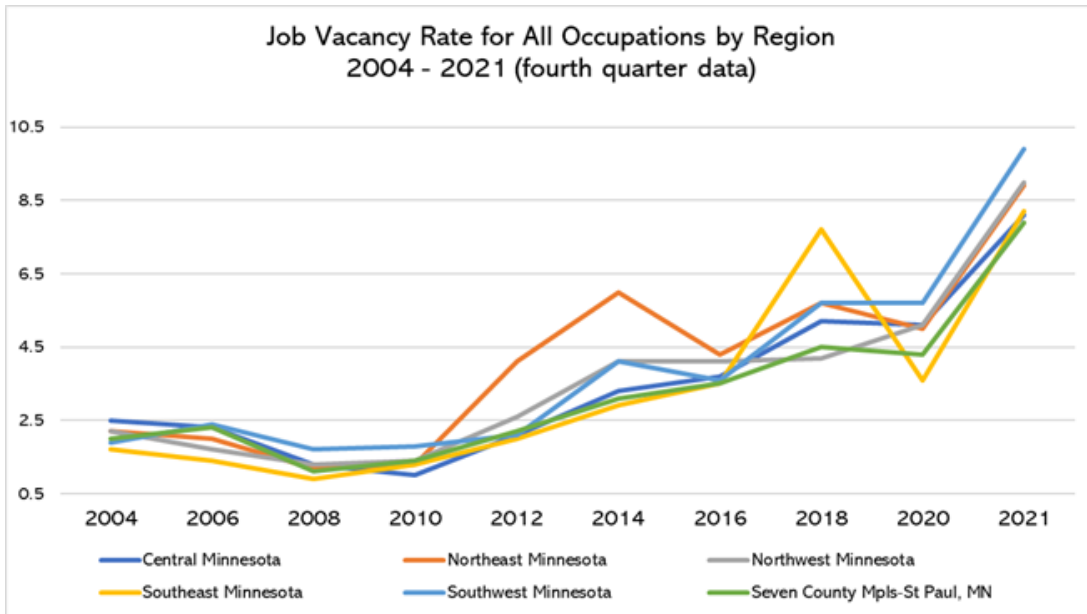 Job Vacancy Rate for All Occupations by Region
2004 - 2021 (fourth quarter data)
10.5
8.5
6.5
4.5
2.5
0.5
2004 2006 2008 2010 2012 2014 2016 2018 2020 2021
Central Minnesota Northeast Minnesota Northwest Minnesota
Southeast Minnesota Southwest Minnesota Seven County Mpls-St Paul, MN